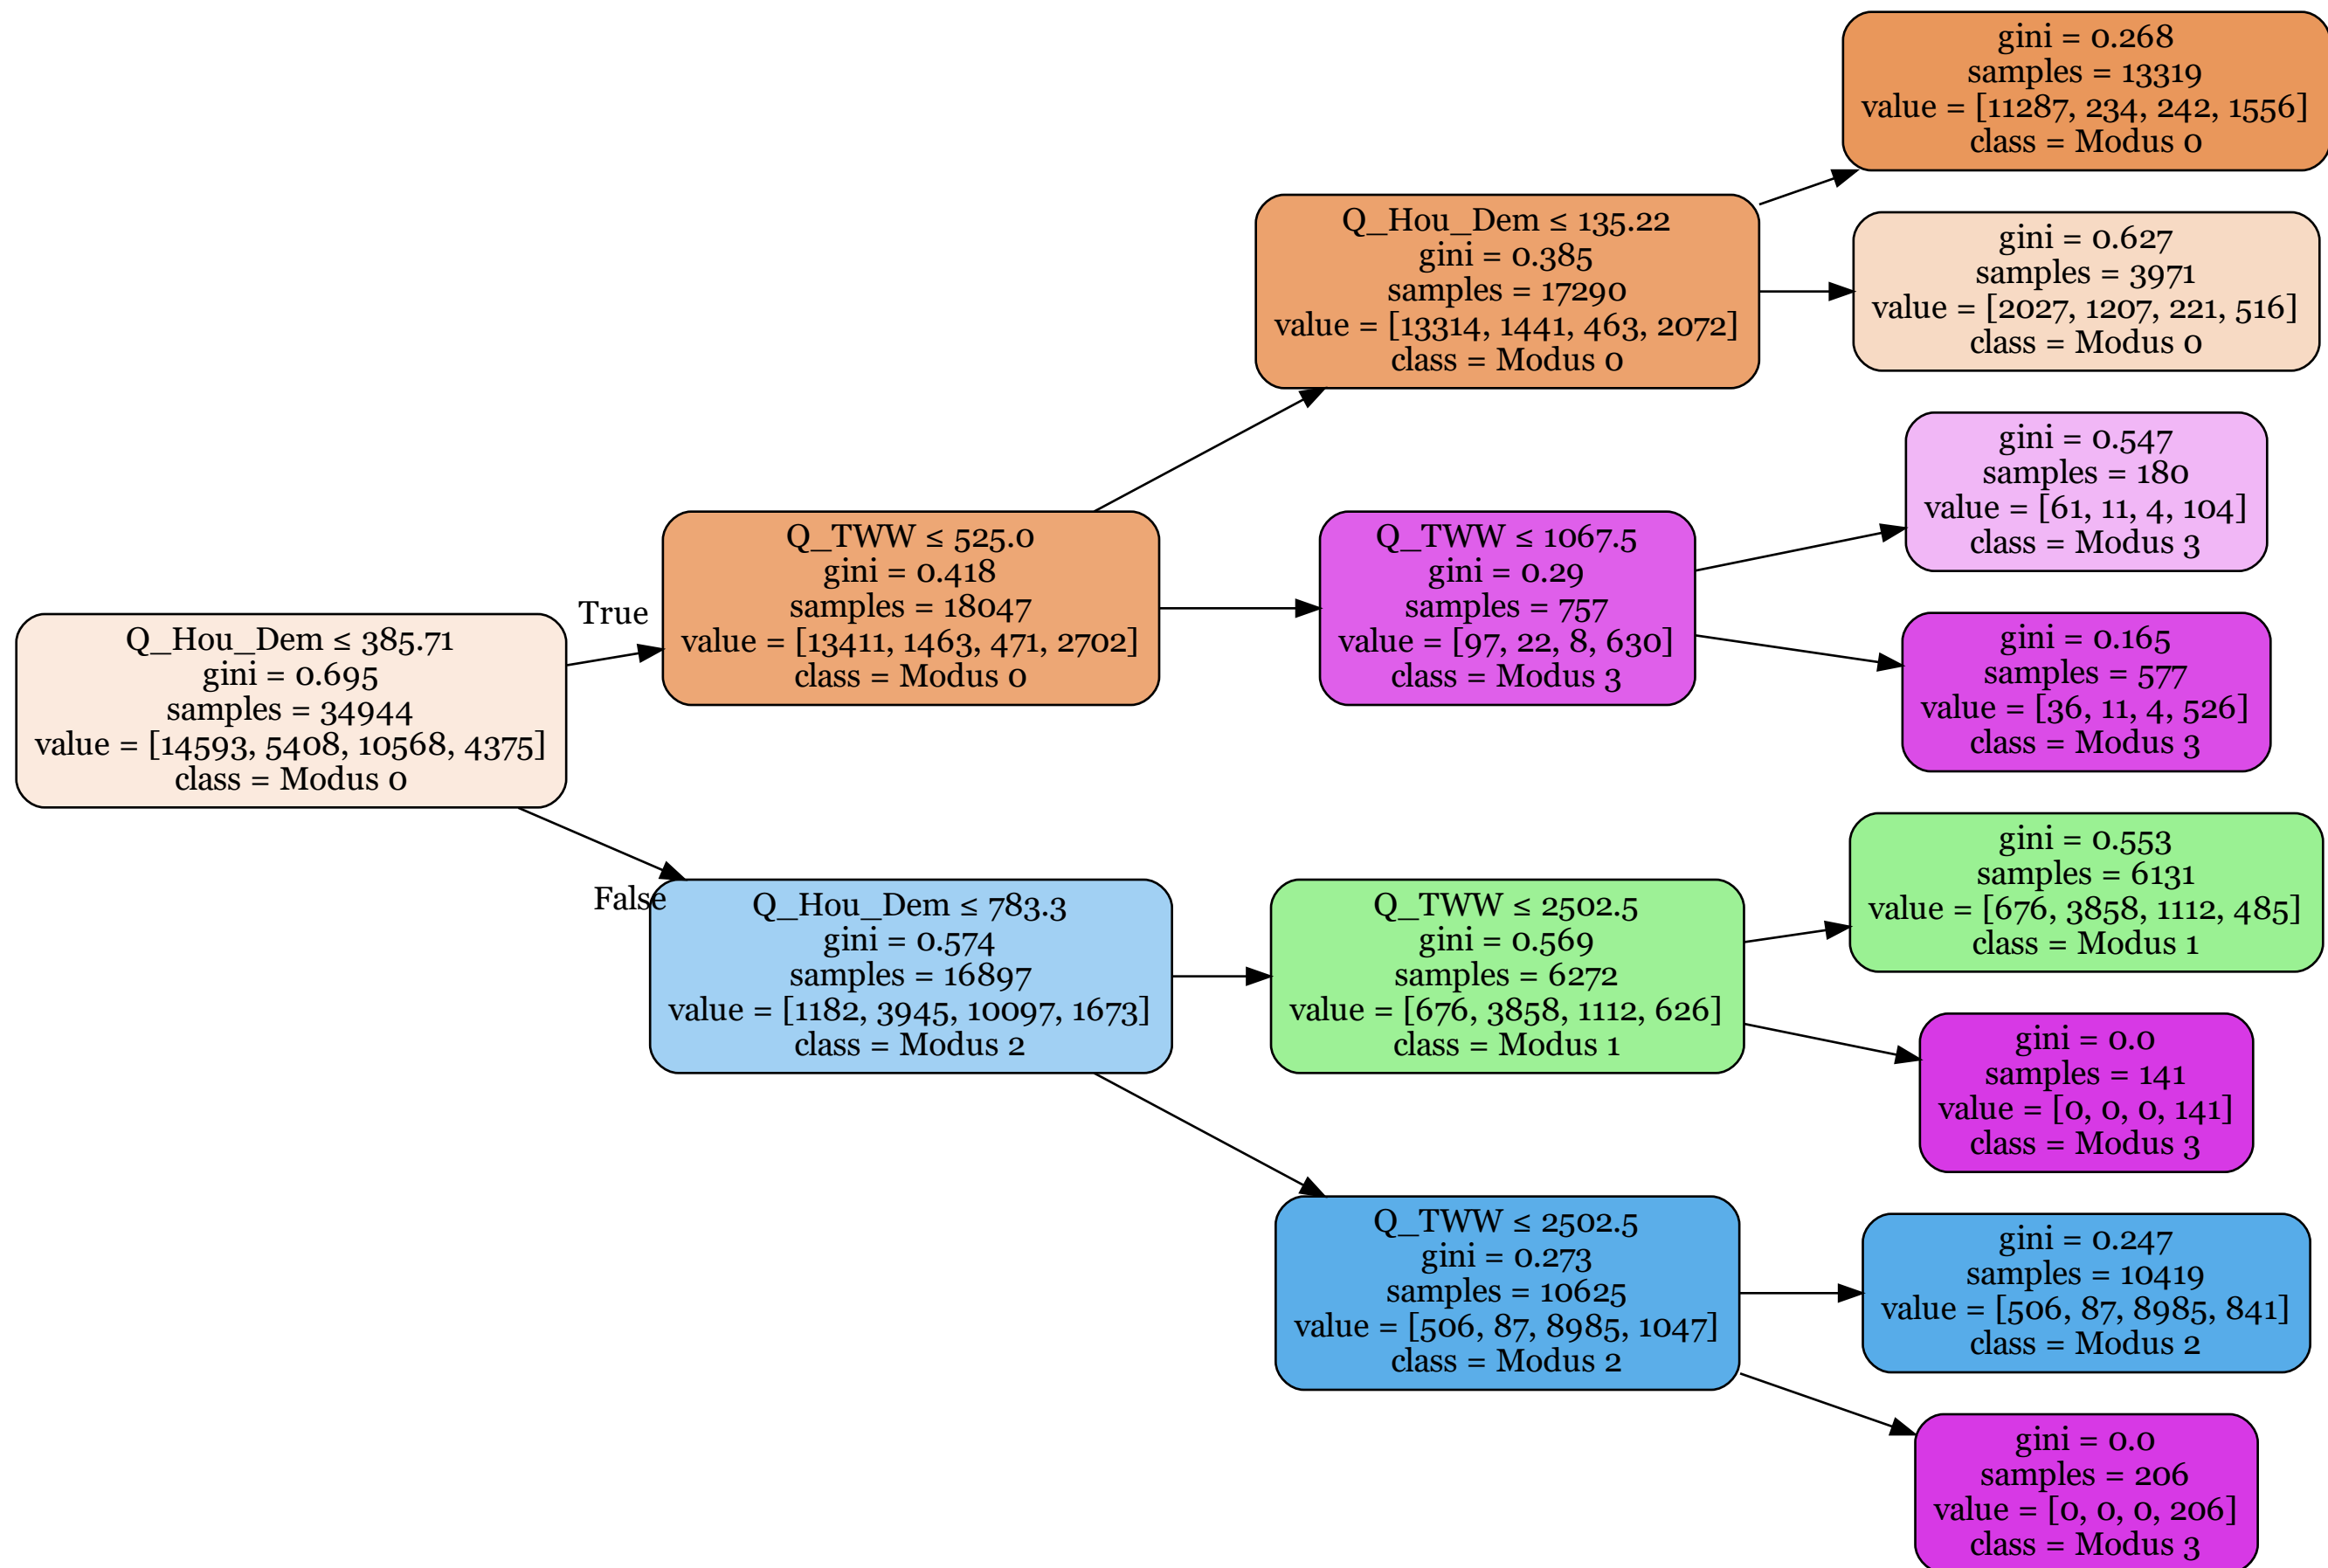 Q_Hou_Dem ≤ 385.71
gini = 0.695
samples = 34944
value = [14593, 5408, 10568, 4375]
class = Modus 0
True
False
Q_TWW ≤ 525.0
gini = 0.418
samples = 18047
value = [13411, 1463, 471, 2702]
class = Modus 0
Q_Hou_Dem ≤ 783.3
gini = 0.574
samples = 16897
value = [1182, 3945, 10097, 1673]
class = Modus 2
Q_Hou_Dem ≤ 135.22
gini = 0.385
samples = 17290
value = [13314, 1441, 463, 2072]
class = Modus 0
Q_TWW ≤ 1067.5
gini = 0.29
samples = 757
value = [97, 22, 8, 630]
class = Modus 3
Q_TWW ≤ 2502.5
gini = 0.569
samples = 6272
value = [676, 3858, 1112, 626]
class = Modus 1
Q_TWW ≤ 2502.5
gini = 0.273
samples = 10625
value = [506, 87, 8985, 1047]
class = Modus 2
gini = 0.268
samples = 13319
value = [11287, 234, 242, 1556]
class = Modus 0
gini = 0.627
samples = 3971
value = [2027, 1207, 221, 516]
class = Modus 0
gini = 0.547
samples = 180
value = [61, 11, 4, 104]
class = Modus 3
gini = 0.165
samples = 577
value = [36, 11, 4, 526]
class = Modus 3
gini = 0.553
samples = 6131
value = [676, 3858, 1112, 485]
class = Modus 1
gini = 0.0
samples = 141
value = [0, 0, 0, 141]
class = Modus 3
gini = 0.247
samples = 10419
value = [506, 87, 8985, 841]
class = Modus 2
gini = 0.0
samples = 206
value = [0, 0, 0, 206]
class = Modus 3